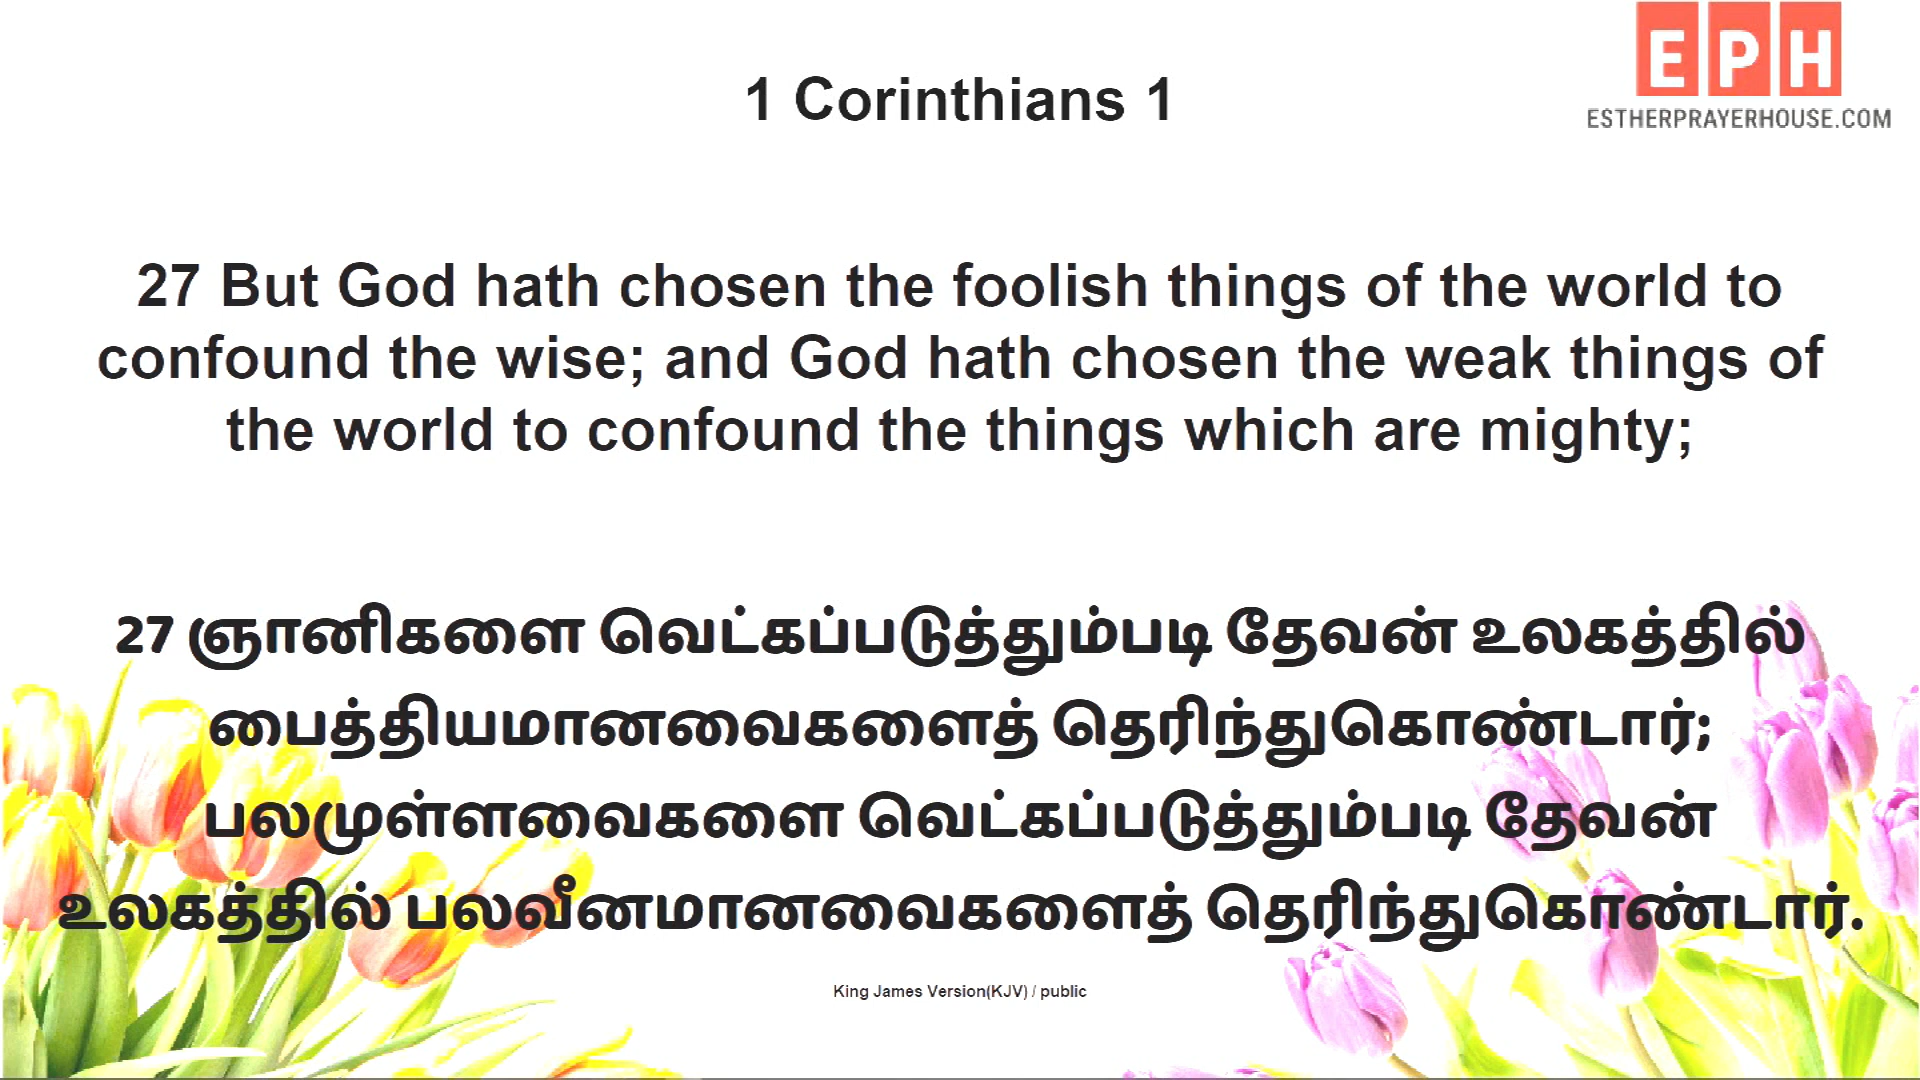 EPH
ESTHERPRAYERHOUSE.COM
1 Corinthians 1
27 But God hath chosen the foolish things of the world to
confound the wise; and God hath chosen the weak things of
the world to confound the things which are mighty;
27 ஞானிகளை வெட்கப்படுத்தும்படி தேவன் உலகத்தில்
பைத்தியமானவைகளைத் தெரிந்துகொண்டார்;
பலமுள்ளவைகளை வெட்கப்படுத்தும்படி தேவன்
உலகத்தில் பலவீனமானவைகளைத் தெரிந்துகொண்டார்.
King James Version(KJV) / public